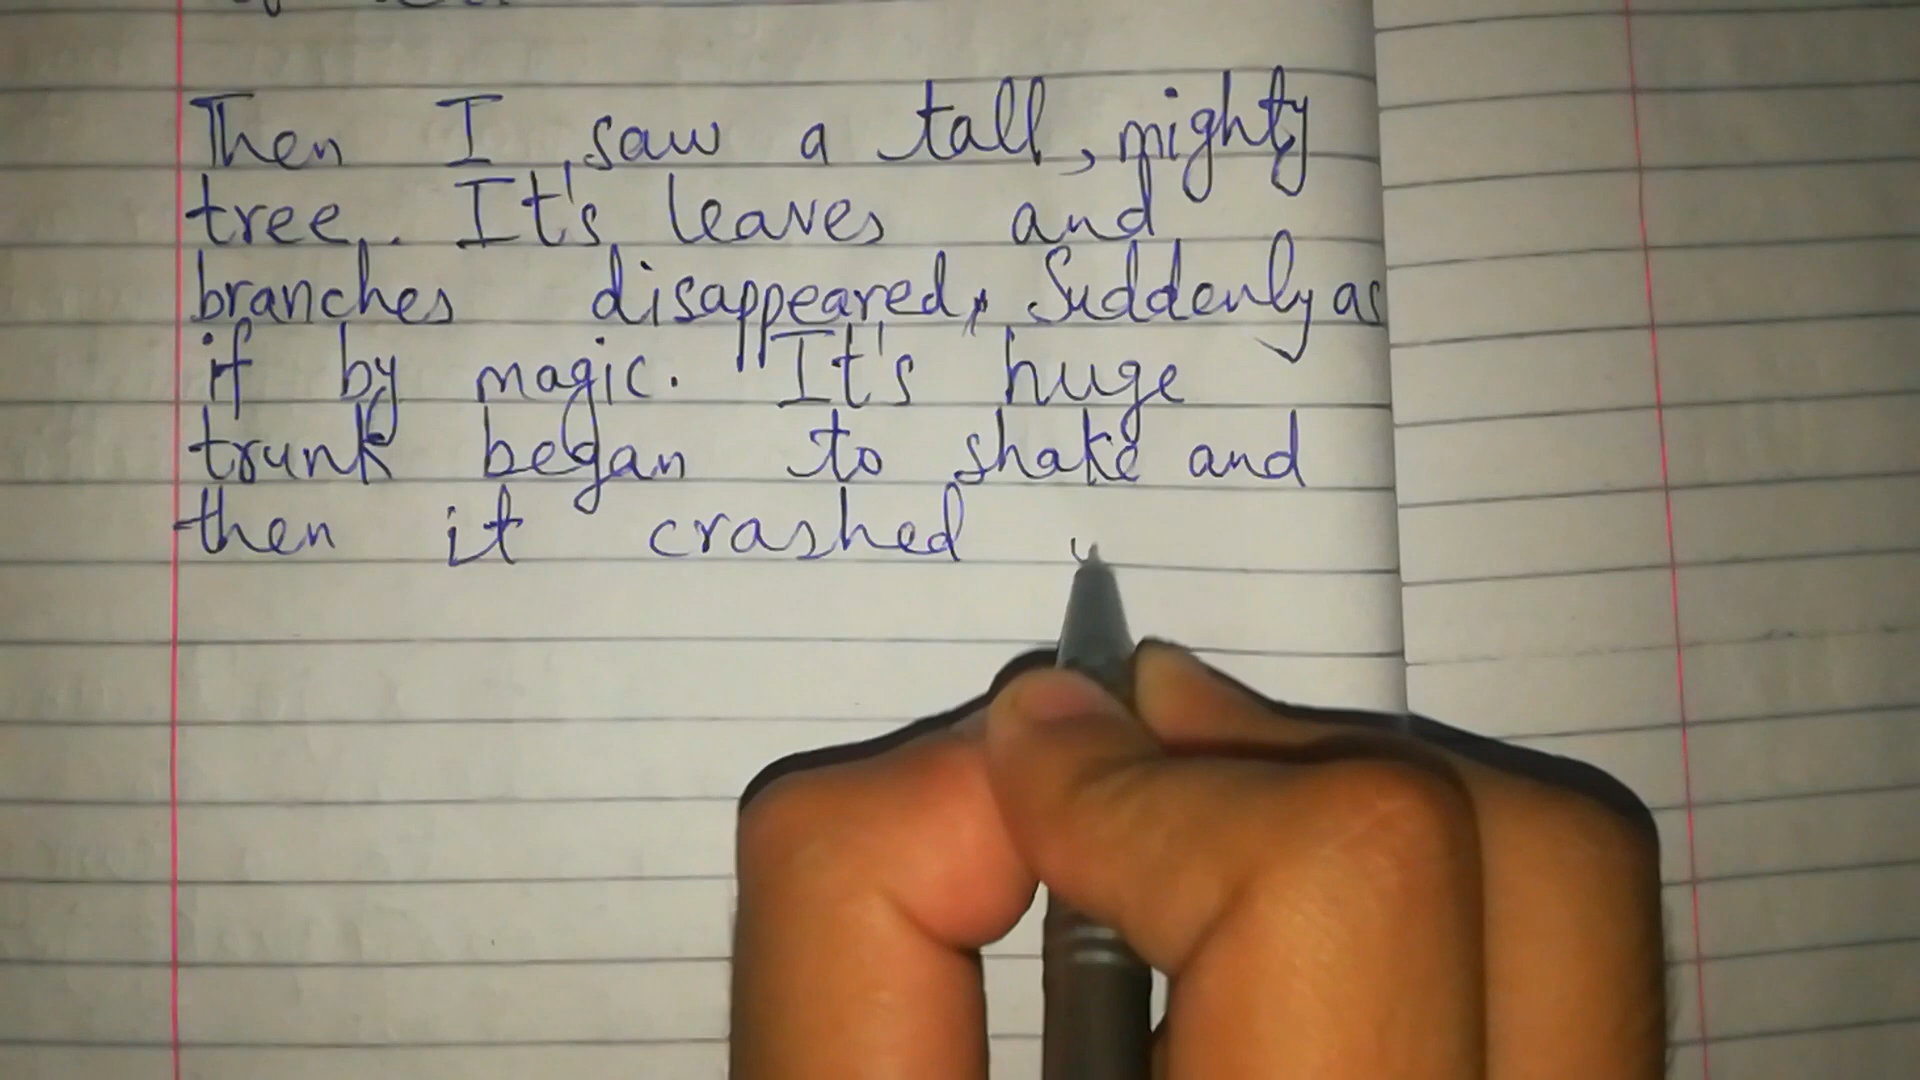 Then I saw a tall, mighty
tree. It's leaves and
branches disappeared, Suddenly as
if by magic. It's huge
trunk began to shake and
then it crashed